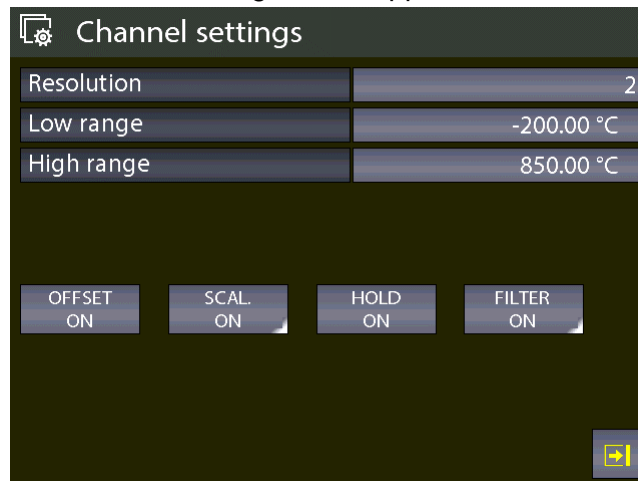 Channel settings
Resolution 2
Low range -200.00 °C
High range 850.00 °C
OFFSET SCAL. HOLD FILTER
ON ON ON ON